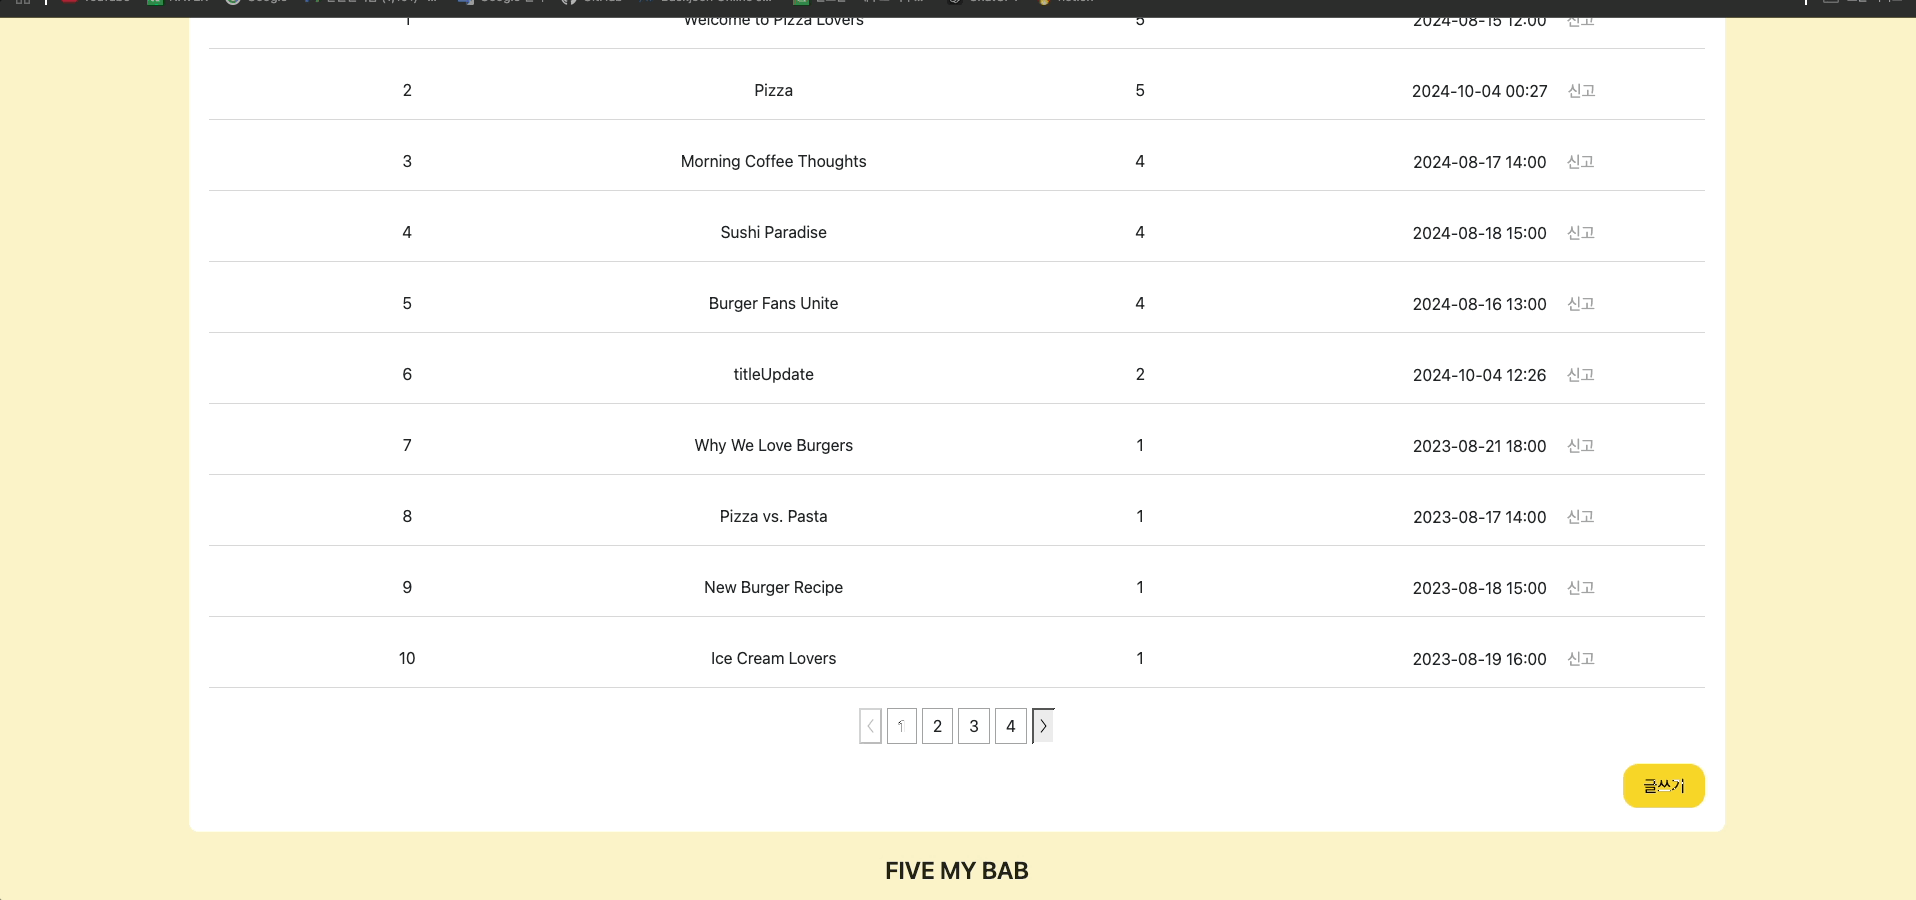 1 Welcome to Pizza Lovers 5 2024-08-15 12:00 신고
2 Pizza 5 2024-10-04 00:27 신고
3 Morning Coffee Thoughts 4 2024-08-17 14:00 신고
4 Sushi Paradise 4 2024-08-18 15:00 신고
5 Burger Fans Unite 4 2024-08-16 13:00 신고
6 titleUpdate 2 2024-10-04 12:26 신고
7 Why We Love Burgers 1 2023-08-21 18:00 신고
8 Pizza vs. Pasta 1 2023-08-17 14:00 신고
9 New Burger Recipe 1 2023-08-18 15:00 신고
10 Ice Cream Lovers 1 2023-08-19 16:00 신고
< 1 2 3 4 >
글쓰기
FIVE MY BAB